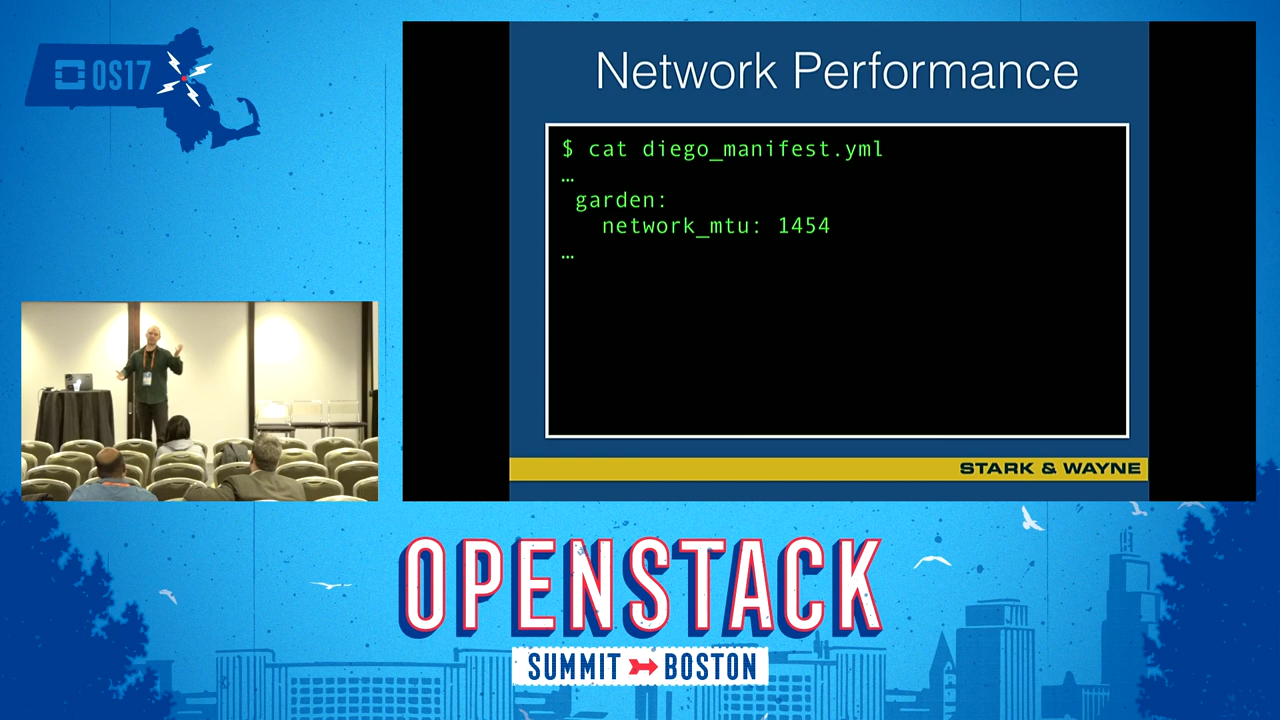 OS17
Network Performance
$ cat diego_manifest.yml
…
garden:
network_mtu: 1454
…
STARK & WAYNE
OPENSTACK
SUMMIT BOSTON